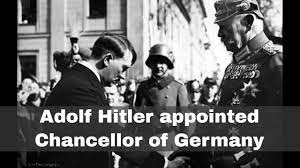 Adolf Hitler appointed
Chancellor of Germany